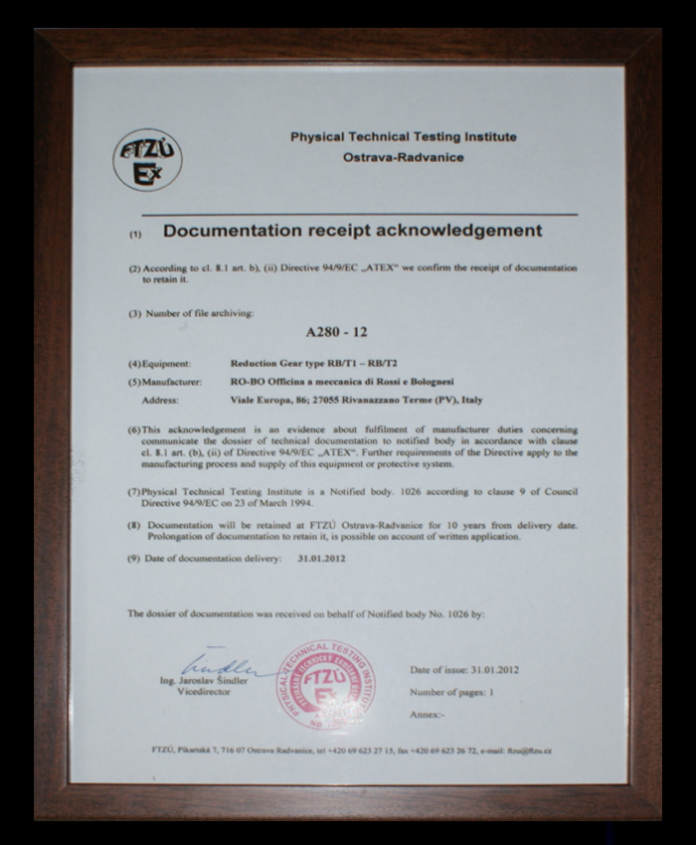 FTZÚ
Ex
Physical Technical Testing Institute
Ostrava-Radvanice
(1) Documentation receipt acknowledgement
(2) According to cl. 8.1 art. b), (ii) Directive 94/9/EC „ATEX“ we confirm the receipt of documentation
to retain it.
(3) Number of file archiving:
A280 - 12
(4) Equipment: Reduction Gear type RB/T1 – RB/T2
(5) Manufacturer: RO-BO Officina a meccanica di Rossi e Bolognesi
Address: Viale Europa, 86; 27055 Rivanazzano Terme (PV), Italy
(6) This acknowledgement is an evidence about fulfilment of manufacturer duties concerning
communicate the dossier of technical documentation to notified body in accordance with clause
cl. 8.1 art. (b), (ii) of Directive 94/9/EC „ATEX“. Further requirements of the Directive apply to the
manufacturing process and supply of this equipment or protective system.
(7) Physical Technical Testing Institute is a Notified body. 1026 according to clause 9 of Council
Directive 94/9/EC on 23 of March 1994.
(8) Documentation will be retained at FTZÚ Ostrava-Radvanice for 10 years from delivery date.
Prolongation of documentation to retain it, is possible on account of written application.
(9) Date of documentation delivery: 31.01.2012
The dossier of documentation was received on behalf of Notified body No. 1026 by:
Ing. Jaroslav Šindler
Vicedirector
PHYSICAL-TECHNICAL TESTING INSTITUTE
FTZÚ
Ex
Date of issue: 31.01.2012
Number of pages: 1
Annex:-
FTZÚ, Pikartská 7, 716 07 Ostrava Radvanice, tel +420 69 623 27 15, fax +420 69 623 26 72, e-mail: ftzu@ftzu.cz